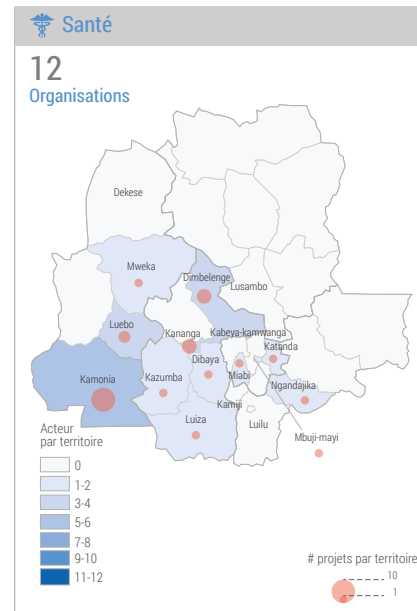 Santé
12
Organisations
Dekese
Mweka
Dimbelenge
Lusambo
Luebo
Kananga
Kabeya-kamwanga
Katanda
Dibaya
Kamonia
Kazumba
Miabi
Ngandajika
Kamiji
Luiza
Luilu
Mbuji-mayi
Acteur
par territoire
0
1-2
3-4
5-6
7-8
9-10
11-12
# projets par territoire
10
1